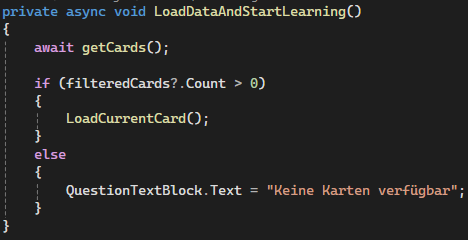 private async void LoadDataAndStartLearning()
{
await getCards();
if (filteredCards?.Count > 0)
{
LoadCurrentCard();
}
else
{
QuestionTextBlock.Text = "Keine Karten verfügbar";
}
}